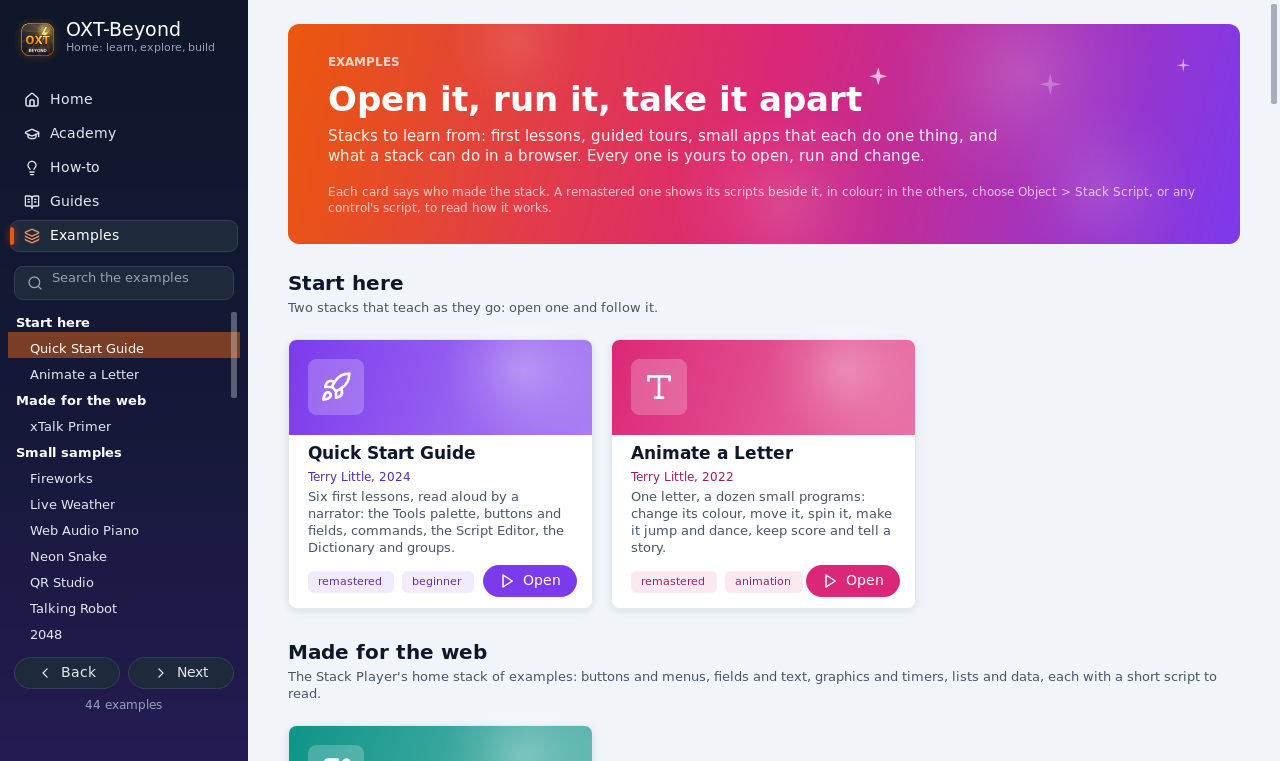 OXT
BEYOND
OXT-Beyond
Home: learn, explore, build
Home
Academy
How-to
Guides
Examples
Search the examples
Start here
Quick Start Guide
Animate a Letter
Made for the web
xTalk Primer
Small samples
Fireworks
Live Weather
Web Audio Piano
Neon Snake
QR Studio
Talking Robot
2048
Back
Next
44 examples
EXAMPLES
Open it, run it, take it apart
Stacks to learn from: first lessons, guided tours, small apps that each do one thing, and
what a stack can do in a browser. Every one is yours to open, run and change.
Each card says who made the stack. A remastered one shows its scripts beside it, in colour; in the others, choose Object > Stack Script, or any
control's script, to read how it works.
Start here
Two stacks that teach as they go: open one and follow it.
Quick Start Guide
Terry Little, 2024
Six first lessons, read aloud by a
narrator: the Tools palette, buttons and
fields, commands, the Script Editor, the
Dictionary and groups.
remastered
beginner
Open
Animate a Letter
Terry Little, 2022
One letter, a dozen small programs:
change its colour, move it, spin it, make
it jump and dance, keep score and tell a
story.
remastered
animation
Open
Made for the web
The Stack Player's home stack of examples: buttons and menus, fields and text, graphics and timers, lists and data, each with a short script to
read.